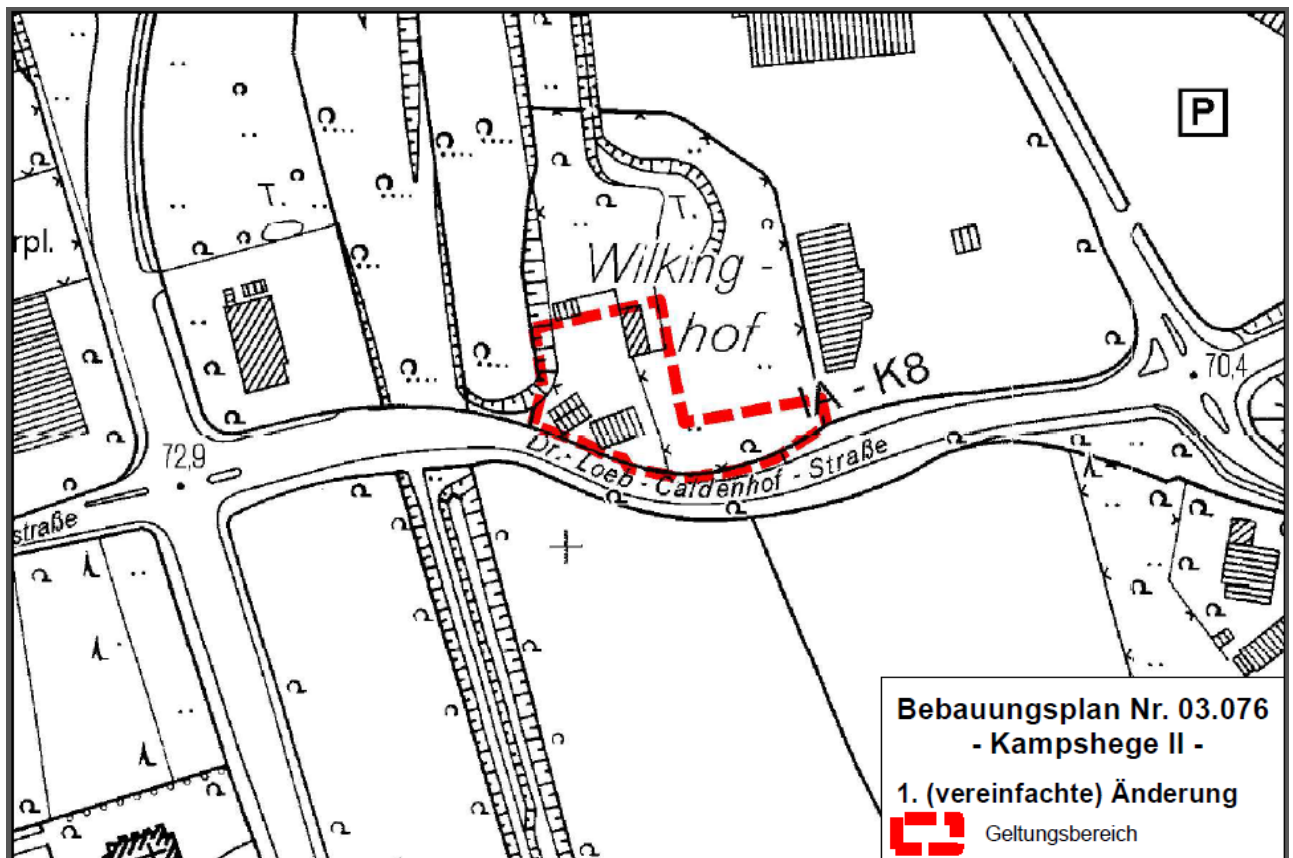 P
T.
T.
rpl.
Wilking -
hof
IA - K8
70,4
72,9
Dr.- Loeb - Caldenhof - Straße
straße
Bebauungsplan Nr. 03.076
- Kampshege II -
1. (vereinfachte) Änderung
Geltungsbereich